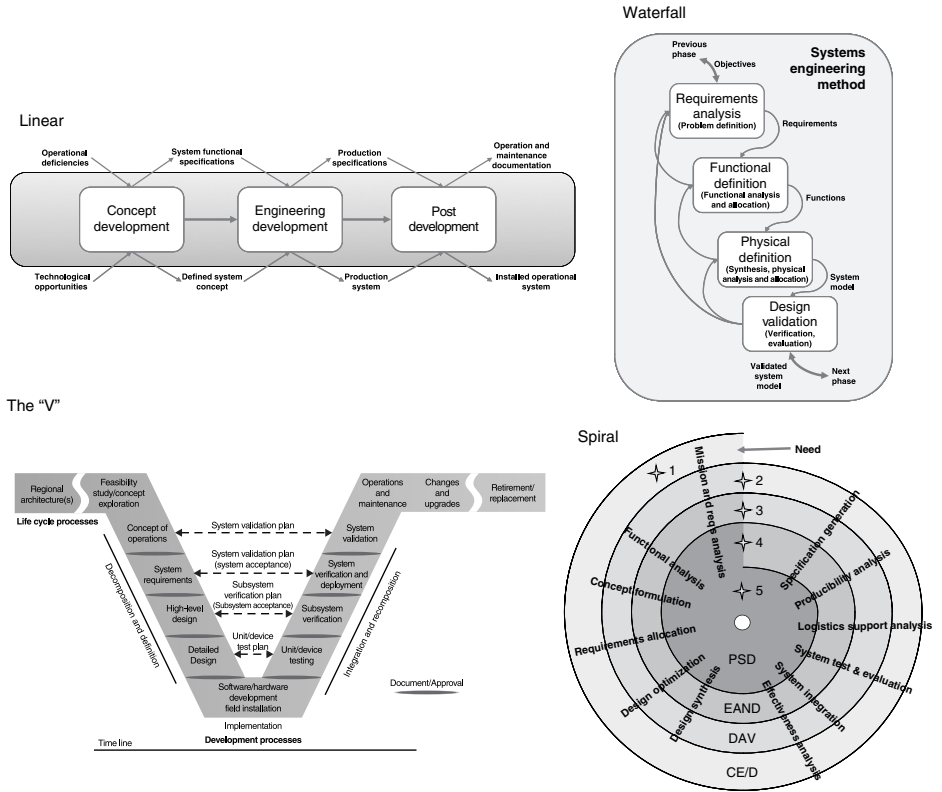 Linear
Operational
deficiencies
System functional
specifications
Production
specifications
Operation and
maintenance
documentation
Concept
development
Engineering
development
Post
development
Technological
opportunities
Defined system
concept
Production
system
Installed operational
system
Waterfall
Previous
phase
Objectives
Systems
engineering
method
Requirements
analysis
(Problem definition)
Requirements
Functional
definition
(Functional analysis
and allocation)
Functions
Physical
definition
(Synthesis, physical
analysis and allocation)
System
model
Design
validation
(Verification,
evaluation)
Validated
system
model
Next
phase
The “V”
Regional
architecture(s)
Feasibility
study/concept
exploration
Operations and
maintenance
Changes
and
upgrades
Retirement/
replacement
Life cycle processes
Concept of
operations
System validation plan
System
validation
System
requirements
System validation plan
(system acceptance)
System
verification and
deployment
High-level
design
Subsystem
verification plan
(Subsystem acceptance)
Subsystem
verification
Detailed
Design
Unit/device
test plan
Unit/device
testing
Decomposition and definition
Integration and recomposition
Software/hardware
development
field installation
Document/Approval
Implementation
Time line
Development processes
Spiral
Need
1
2
3
4
5
Mission and req's analysis
Specification generation
Functional analysis
Producibility analysis
Concept formulation
Logistics support analysis
Requirements allocation
System test & evaluation
Design optimization
System integration
Design synthesis
Effectiveness analysis
PSD
EAND
DAV
CE/D